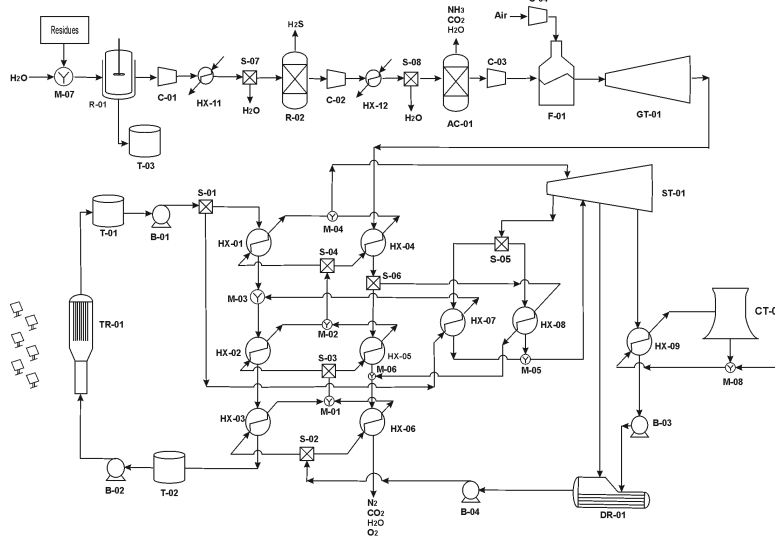 NH3
CO2
H2O
Air
Residues
H2S
S-07
S-08
C-03
H2O
M-07
R-01
C-01
HX-11
H2O
R-02
C-02
HX-12
H2O
AC-01
F-01
GT-01
T-03
ST-01
S-01
T-01
B-01
M-04
HX-01
S-04
HX-04
S-05
S-06
M-03
TR-01
M-02
HX-07
HX-08
CT-0
HX-02
S-03
HX-05
M-06
M-05
HX-09
M-08
M-01
HX-03
S-02
HX-06
B-03
B-02
T-02
B-04
DR-01
N2
CO2
H2O
O2